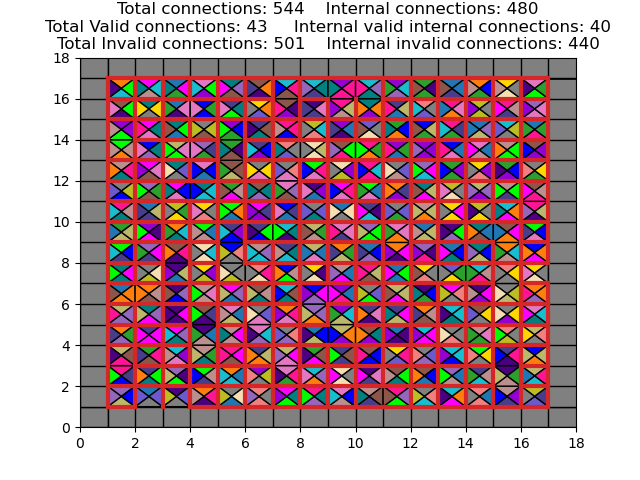 Total connections: 544 Internal connections: 480
Total Valid connections: 43 Internal valid internal connections: 40
Total Invalid connections: 501 Internal invalid connections: 440
18
16
14
12
10
8
6
4
2
0
0 2 4 6 8 10 12 14 16 18